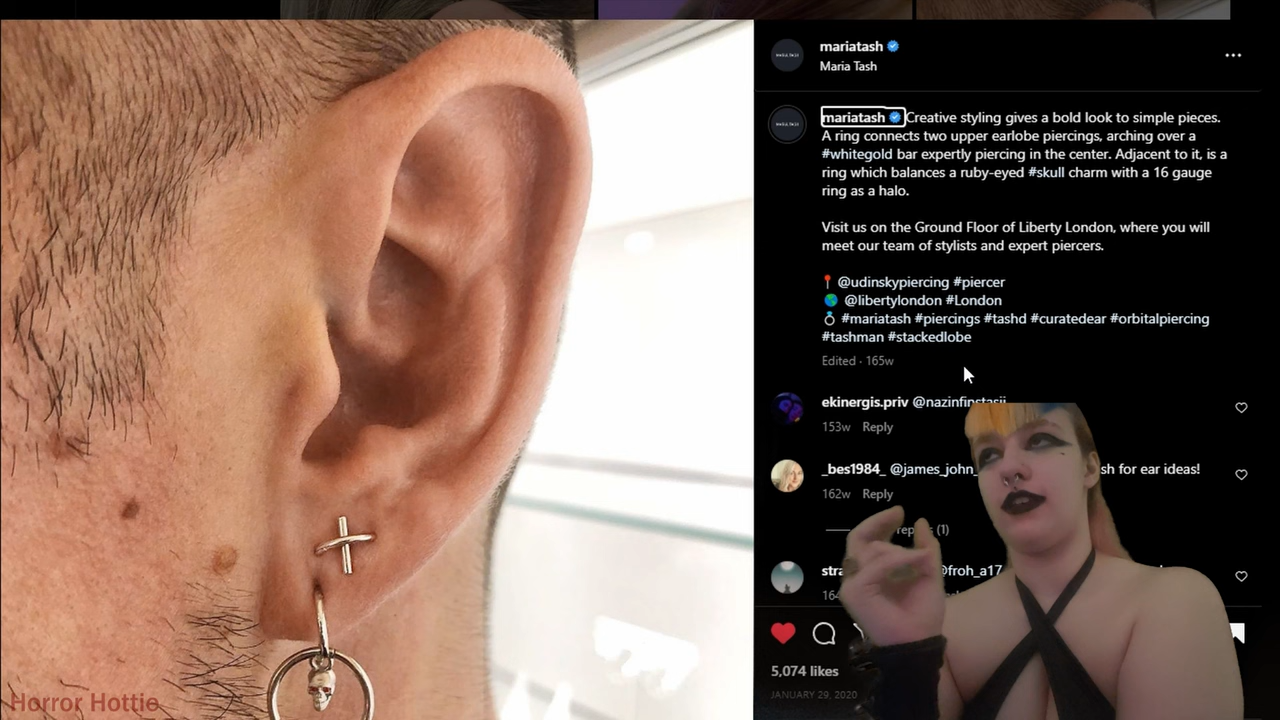 mariatash
Maria Tash
mariatash Creative styling gives a bold look to simple pieces.
A ring connects two upper earlobe piercings, arching over a
#whitegold bar expertly piercing in the center. Adjacent to it, is a
ring which balances a ruby-eyed #skull charm with a 16 gauge
ring as a halo.
Visit us on the Ground Floor of Liberty London, where you will
meet our team of stylists and expert piercers.
@udinskypiercing #piercer
@libertylondon #London
#mariatash #piercings #tashd #curatedear #orbitalpiercing
#tashman #stackedlobe
Edited · 165w
ekinergis.priv @nazinfinstasii
153w Reply
_bes1984_ @james_john_ sh for ear ideas!
162w Reply
(1)
@froh_a17
5,074 likes
JANUARY 29, 2020
Horror Hottie